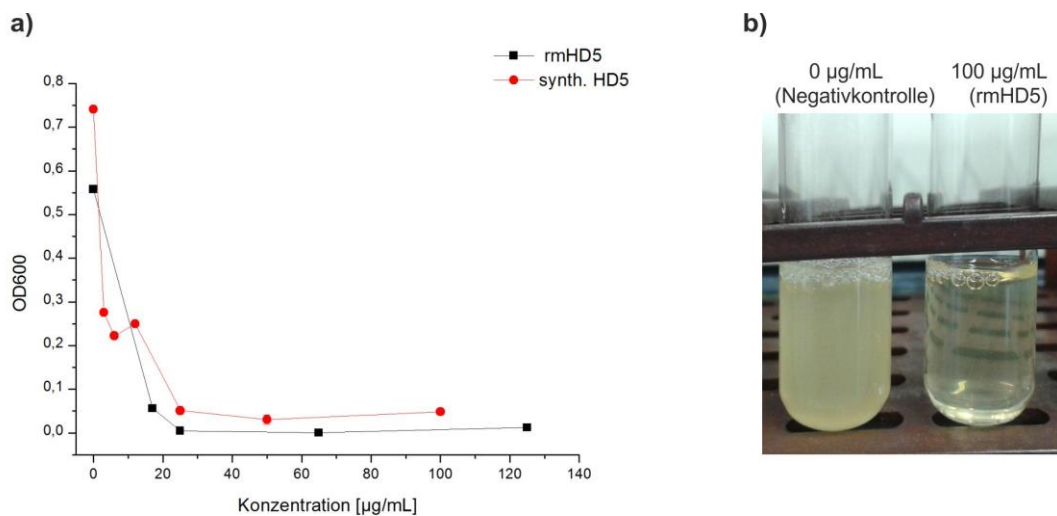 a)
rmHD5
synth. HD5
0,8
0,7
0,6
0,5
0,4
0,3
0,2
0,1
0,0
OD600
0 20 40 60 80 100 120 140
Konzentration [µg/mL]
b)
0 µg/mL
(Negativkontrolle)
100 µg/mL
(rmHD5)